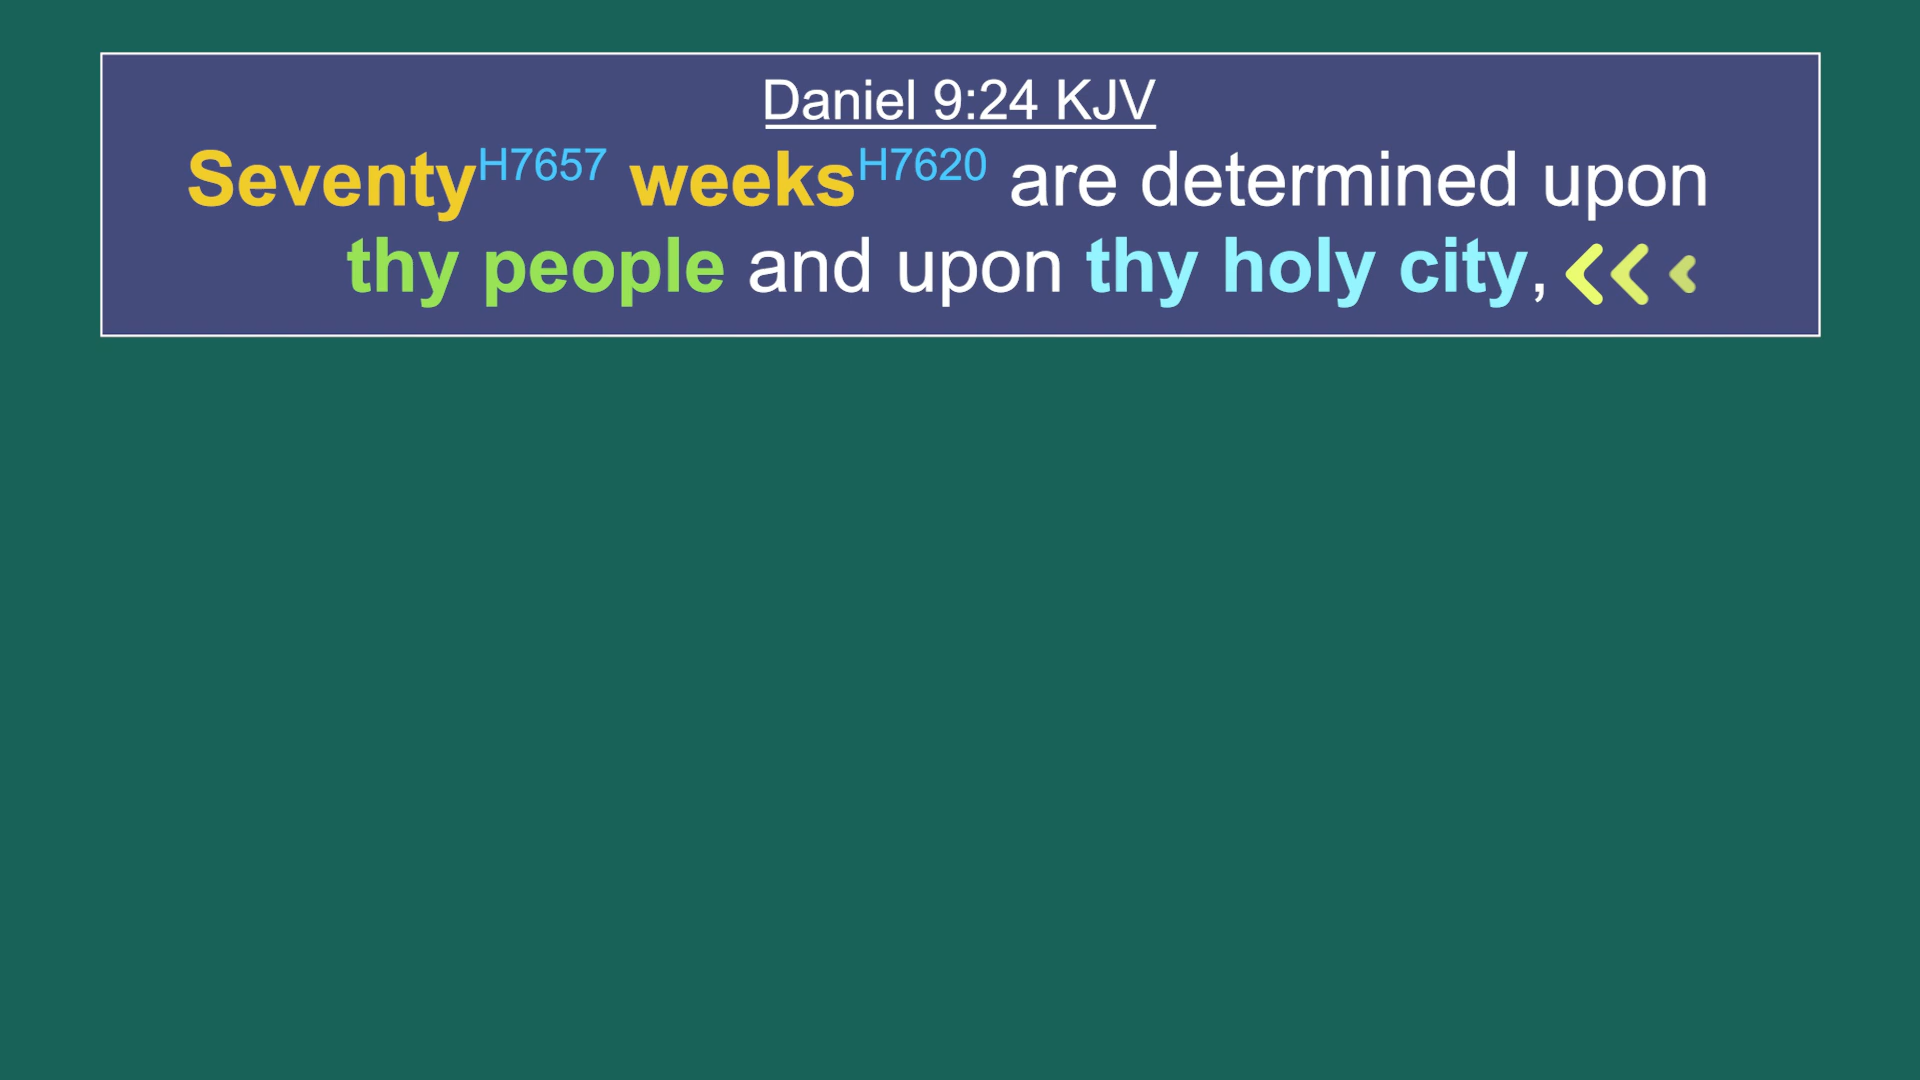 Daniel 9:24 KJV
SeventyH7657 weeksH7620 are determined upon
thy people and upon thy holy city,